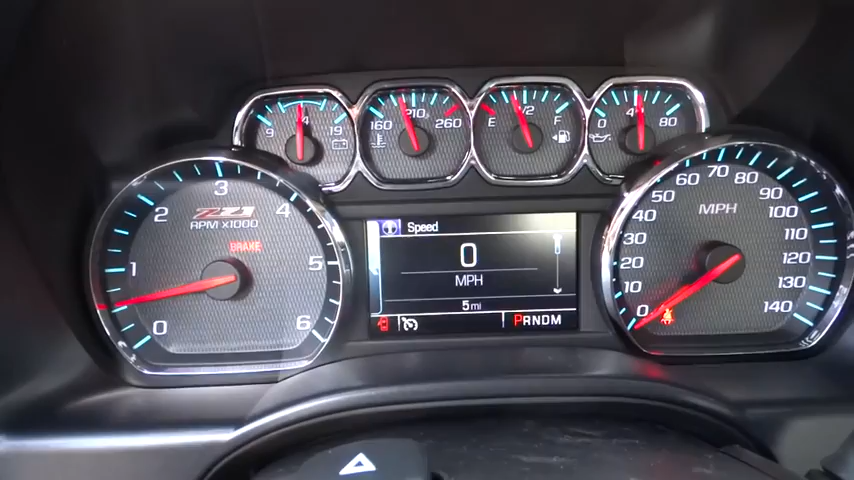 9 14 19
160 210 260
E 1/2 F
0 40 80
0 1 2 3 4 5 6
Z71
RPM x1000
BRAKE
Speed
0
MPH
5 mi
PRNDM
0 10 20 30 40 50 60 70 80 90 100 110 120 130 140
MPH